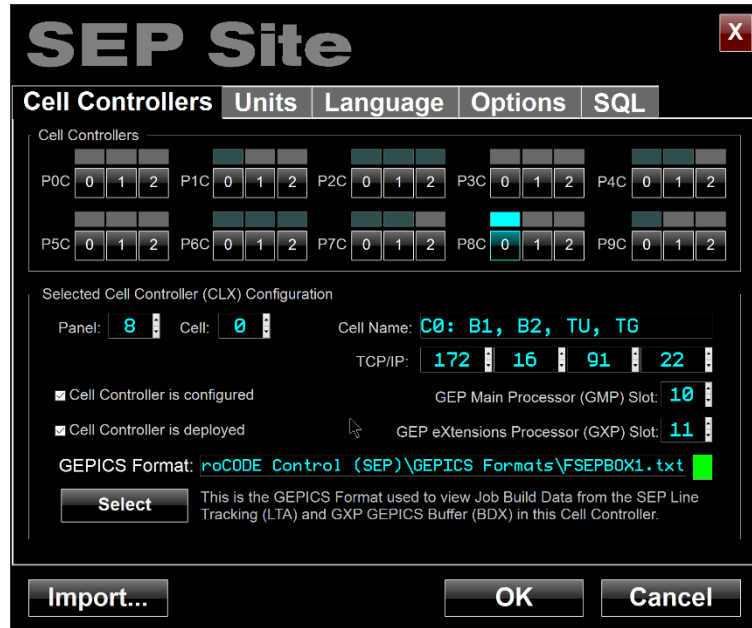 SEP Site
X
Cell Controllers Units Language Options SQL
Cell Controllers
P0C 0 1 2 P1C 0 1 2 P2C 0 1 2 P3C 0 1 2 P4C 0 1 2
P5C 0 1 2 P6C 0 1 2 P7C 0 1 2 P8C 0 1 2 P9C 0 1 2
Selected Cell Controller (CLX) Configuration
Panel: 8 Cell: 0 Cell Name: C0: B1, B2, TU, TG
TCP/IP: 172 16 91 22
Cell Controller is configured GEP Main Processor (GMP) Slot: 10
Cell Controller is deployed GEP eXtensions Processor (GXP) Slot: 11
GEPICS Format: roCODE Control (SEP)\GEPICS Formats\FSEPBOX1.txt
Select
This is the GEPICS Format used to view Job Build Data from the SEP Line
Tracking (LTA) and GXP GEPICS Buffer (BDX) in this Cell Controller.
Import... OK Cancel